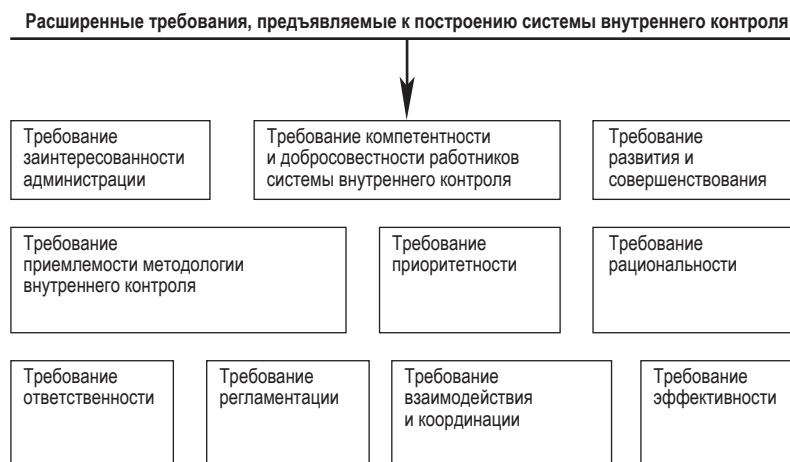 Расширенные требования, предъявляемые к построению системы внутреннего контроля
Требование
заинтересованности
администрации
Требование компетентности
и добросовестности работников
системы внутреннего контроля
Требование
развития и
совершенствования
Требование
приемлемости методологии
внутреннего контроля
Требование
приоритетности
Требование
рациональности
Требование
ответственности
Требование
регламентации
Требование
взаимодействия
и координации
Требование
эффективности